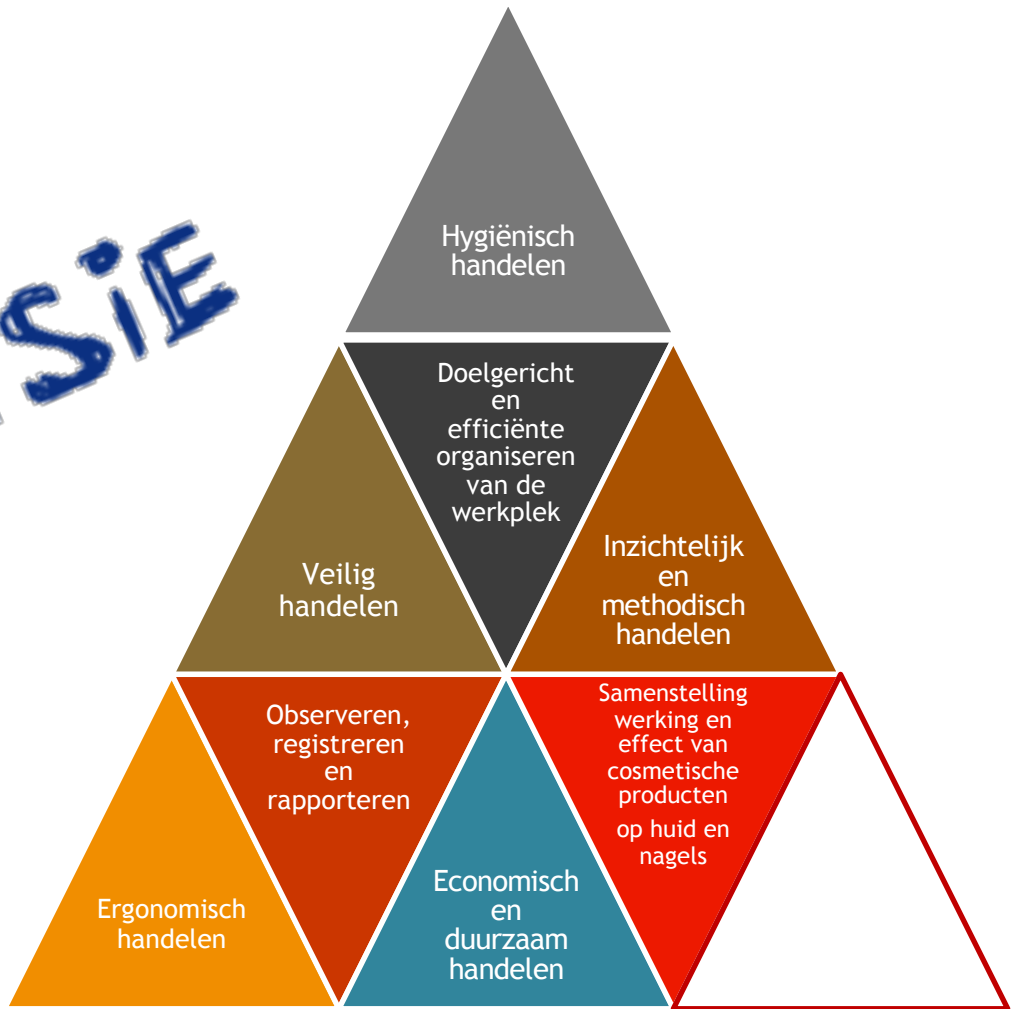 Hygiënisch
handelen
Doelgericht
en
efficiënte
organiseren
van de
werkplek
Veilig
handelen
Inzichtelijk
en
methodisch
handelen
Observeren,
registreren
en
rapporteren
Samenstelling
werking en
effect van
cosmetische
producten
op huid en
nagels
Ergonomisch
handelen
Economisch
en
duurzaam
handelen